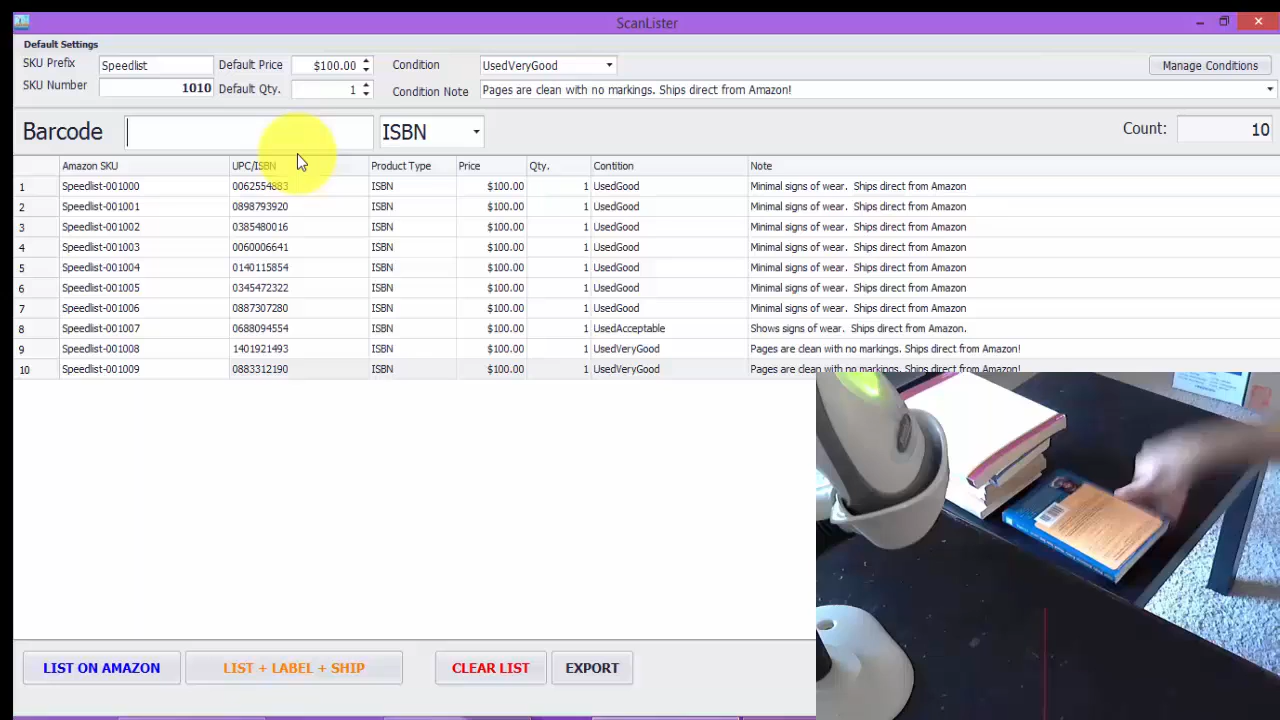 ScanLister
Default Settings
SKU Prefix Speedlist Default Price $100.00 Condition UsedVeryGood Manage Conditions
SKU Number 1010 Default Qty. 1 Condition Note Pages are clean with no markings. Ships direct from Amazon!
Barcode ISBN Count: 10
Amazon SKU UPC/ISBN Product Type Price Qty. Contition Note
1 Speedlist-001000 0062554883 ISBN $100.00 1 UsedGood Minimal signs of wear. Ships direct from Amazon
2 Speedlist-001001 0898793920 ISBN $100.00 1 UsedGood Minimal signs of wear. Ships direct from Amazon
3 Speedlist-001002 0385480016 ISBN $100.00 1 UsedGood Minimal signs of wear. Ships direct from Amazon
4 Speedlist-001003 0060006641 ISBN $100.00 1 UsedGood Minimal signs of wear. Ships direct from Amazon
5 Speedlist-001004 0140115854 ISBN $100.00 1 UsedGood Minimal signs of wear. Ships direct from Amazon
6 Speedlist-001005 0345472322 ISBN $100.00 1 UsedGood Minimal signs of wear. Ships direct from Amazon
7 Speedlist-001006 0887307280 ISBN $100.00 1 UsedGood Minimal signs of wear. Ships direct from Amazon
8 Speedlist-001007 0688094554 ISBN $100.00 1 UsedAcceptable Shows signs of wear. Ships direct from Amazon.
9 Speedlist-001008 1401921493 ISBN $100.00 1 UsedVeryGood Pages are clean with no markings. Ships direct from Amazon!
10 Speedlist-001009 0883312190 ISBN $100.00 1 UsedVeryGood Pages are clean with no markings. Ships direct from Amazon!
LIST ON AMAZON LIST + LABEL + SHIP CLEAR LIST EXPORT